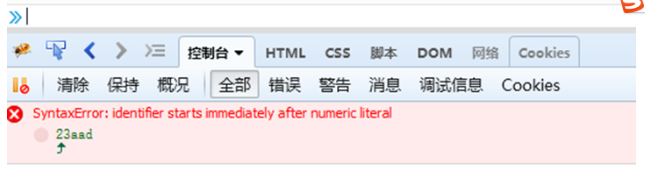 控制台 HTML CSS 脚本 DOM 网络 Cookies
清除 保持 概况 全部 错误 警告 消息 调试信息 Cookies
SyntaxError: identifier starts immediately after numeric literal
23aad